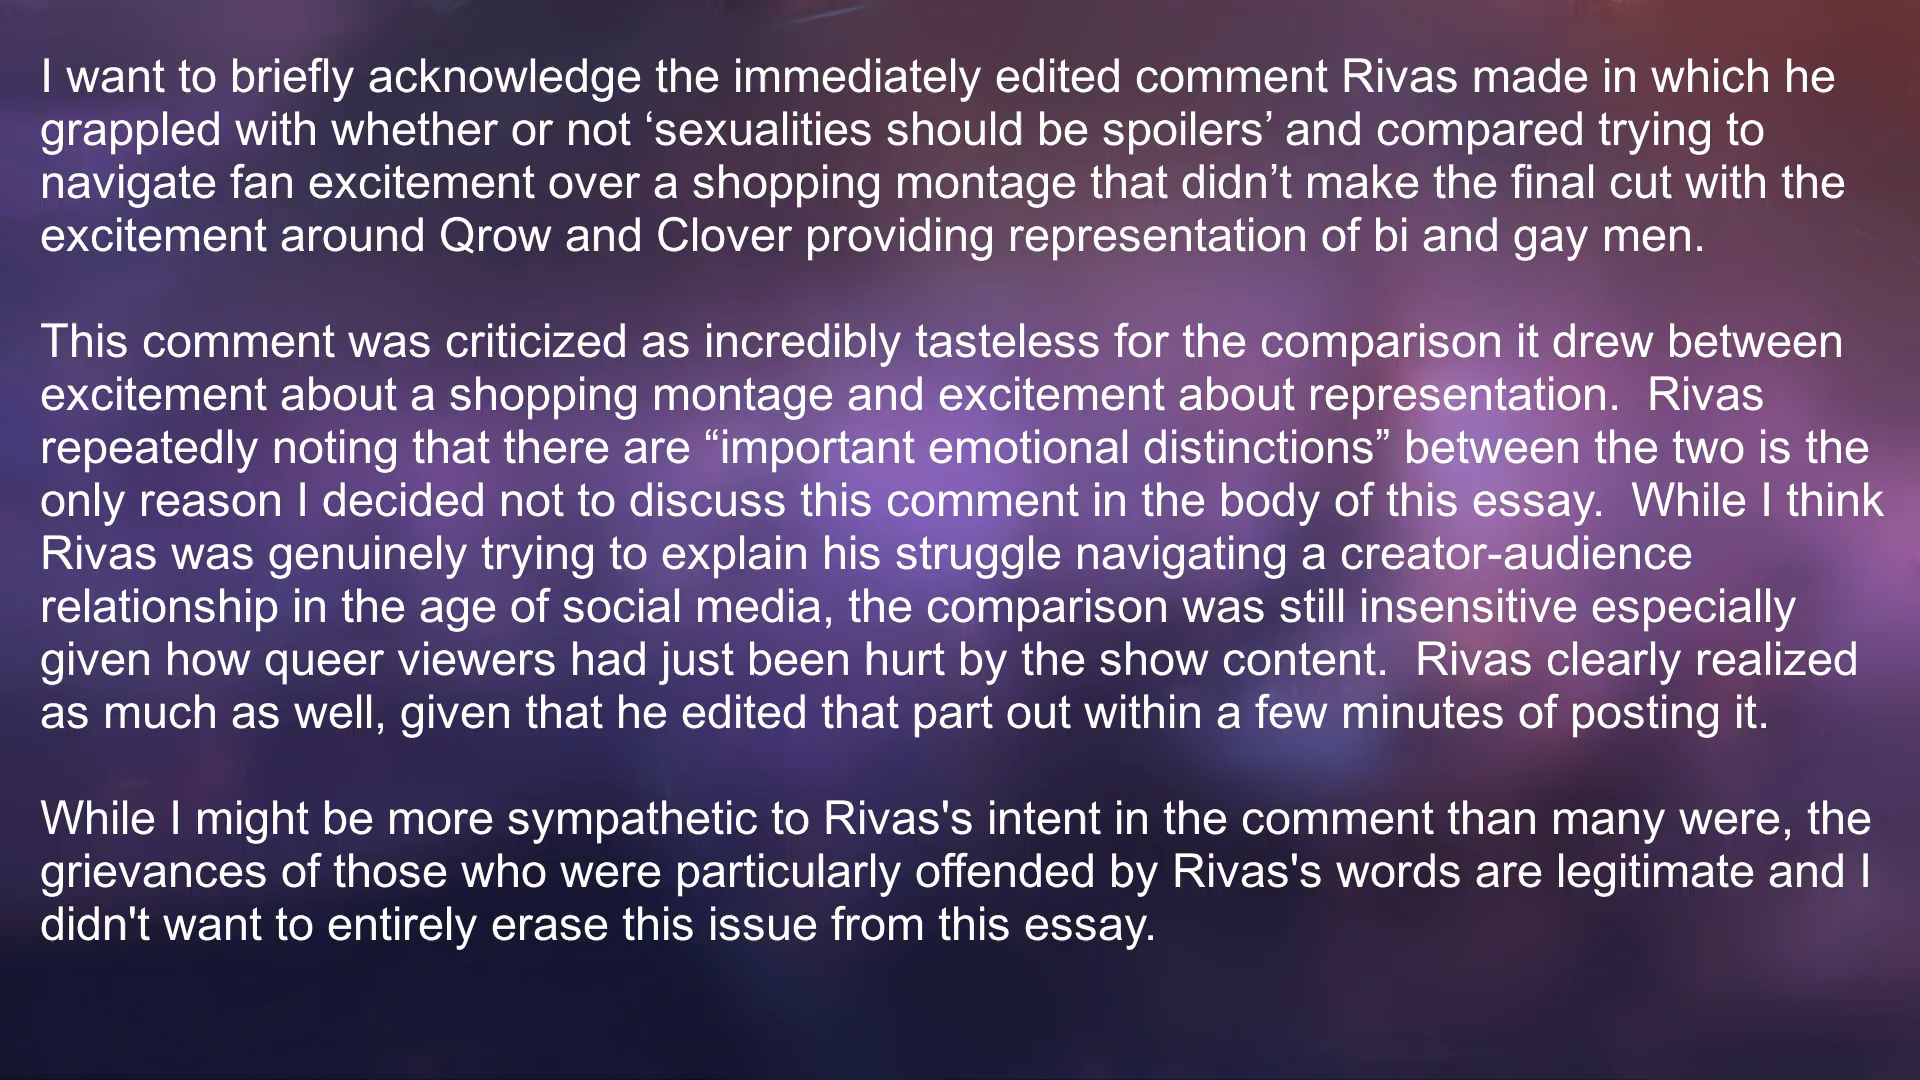 I want to briefly acknowledge the immediately edited comment Rivas made in which he
grappled with whether or not ‘sexualities should be spoilers’ and compared trying to
navigate fan excitement over a shopping montage that didn’t make the final cut with the
excitement around Qrow and Clover providing representation of bi and gay men.
This comment was criticized as incredibly tasteless for the comparison it drew between
excitement about a shopping montage and excitement about representation.  Rivas
repeatedly noting that there are “important emotional distinctions” between the two is the
only reason I decided not to discuss this comment in the body of this essay.  While I think
Rivas was genuinely trying to explain his struggle navigating a creator-audience
relationship in the age of social media, the comparison was still insensitive especially
given how queer viewers had just been hurt by the show content.  Rivas clearly realized
as much as well, given that he edited that part out within a few minutes of posting it.
While I might be more sympathetic to Rivas's intent in the comment than many were, the
grievances of those who were particularly offended by Rivas's words are legitimate and I
didn't want to entirely erase this issue from this essay.